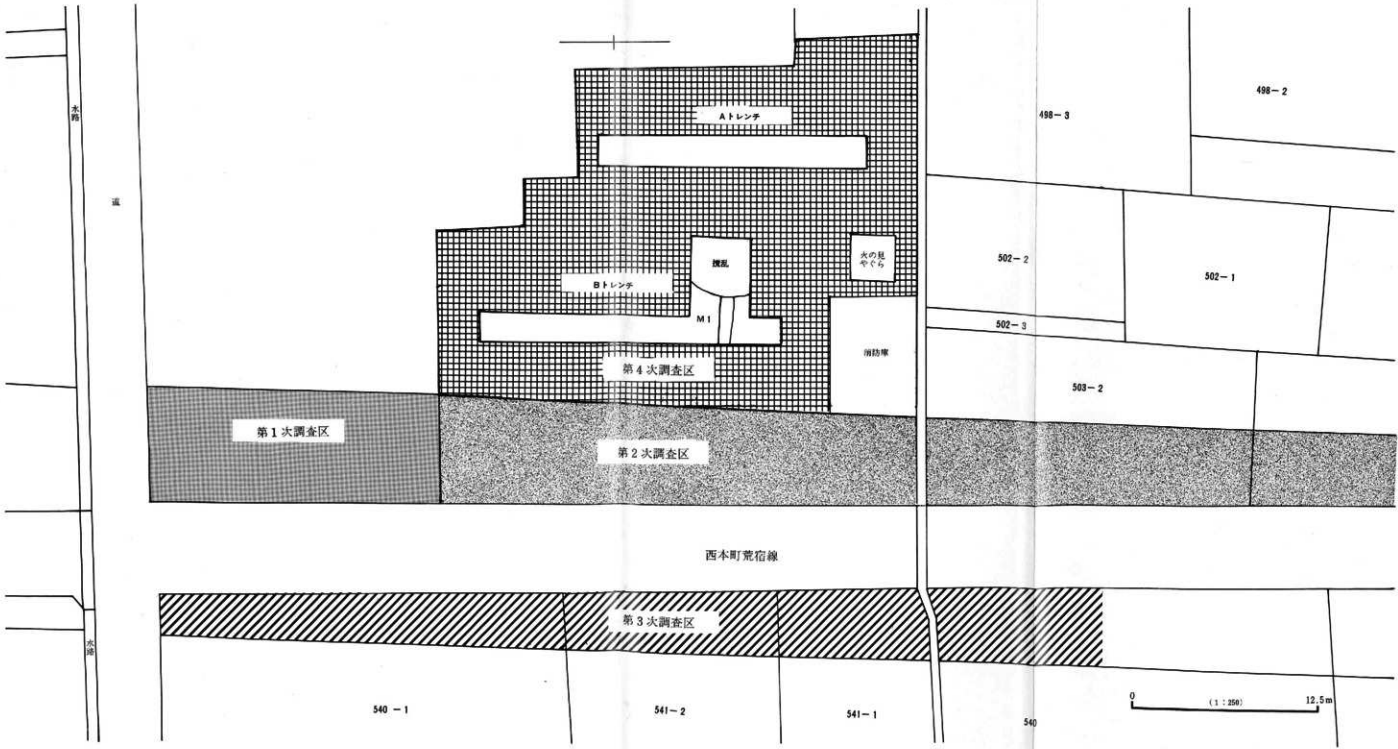 水路
道
Aトレンチ
498-3
498-2
攪乱
火の見
やぐら
502-2
502-1
Bトレンチ
M1
502-3
消防庫
第4次調査区
503-2
第1次調査区
第2次調査区
西本町荒宿線
第3次調査区
水路
540-1
541-2
541-1
540
0
(1:250)
12.5m